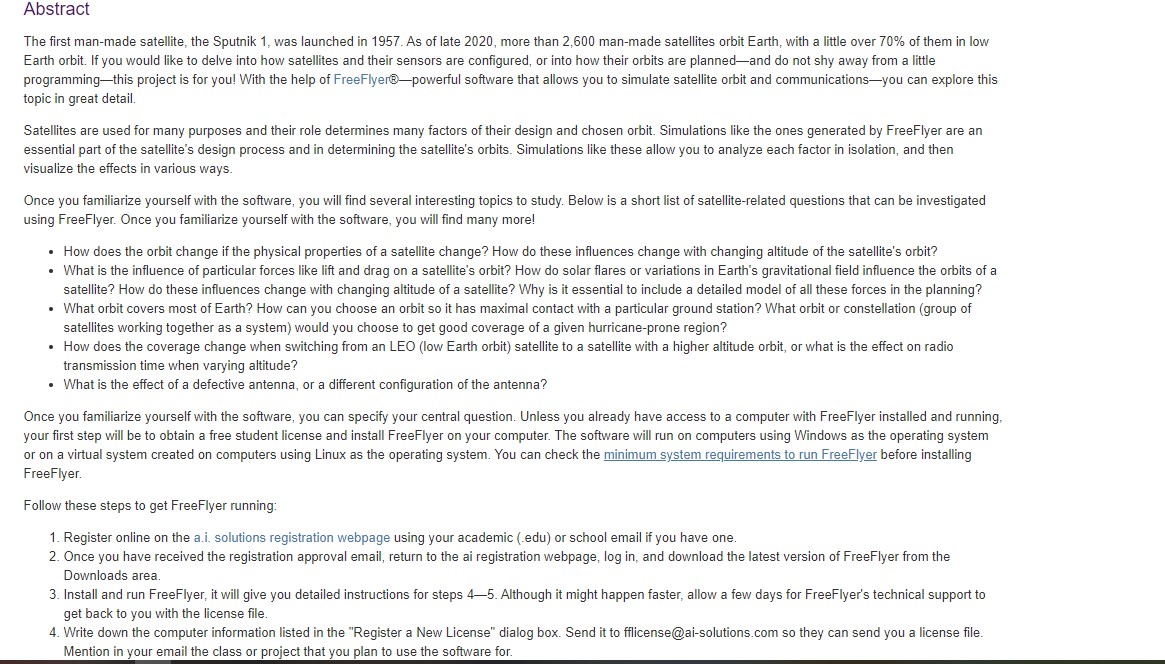 Abstract
The first man-made satellite, the Sputnik 1, was launched in 1957. As of late 2020, more than 2,600 man-made satellites orbit Earth, with a little over 70% of them in low
Earth orbit. If you would like to delve into how satellites and their sensors are configured, or into how their orbits are planned—and do not shy away from a little
programming—this project is for you! With the help of FreeFlyer®—powerful software that allows you to simulate satellite orbit and communications—you can explore this
topic in great detail.
Satellites are used for many purposes and their role determines many factors of their design and chosen orbit. Simulations like the ones generated by FreeFlyer are an
essential part of the satellite's design process and in determining the satellite's orbits. Simulations like these allow you to analyze each factor in isolation, and then
visualize the effects in various ways.
Once you familiarize yourself with the software, you will find several interesting topics to study. Below is a short list of satellite-related questions that can be investigated
using FreeFlyer. Once you familiarize yourself with the software, you will find many more!
• How does the orbit change if the physical properties of a satellite change? How do these influences change with changing altitude of the satellite's orbit?
• What is the influence of particular forces like lift and drag on a satellite's orbit? How do solar flares or variations in Earth's gravitational field influence the orbits of a
satellite? How do these influences change with changing altitude of a satellite? Why is it essential to include a detailed model of all these forces in the planning?
• What orbit covers most of Earth? How can you choose an orbit so it has maximal contact with a particular ground station? What orbit or constellation (group of
satellites working together as a system) would you choose to get good coverage of a given hurricane-prone region?
• How does the coverage change when switching from an LEO (low Earth orbit) satellite to a satellite with a higher altitude orbit, or what is the effect on radio
transmission time when varying altitude?
• What is the effect of a defective antenna, or a different configuration of the antenna?
Once you familiarize yourself with the software, you can specify your central question. Unless you already have access to a computer with FreeFlyer installed and running,
your first step will be to obtain a free student license and install FreeFlyer on your computer. The software will run on computers using Windows as the operating system
or on a virtual system created on computers using Linux as the operating system. You can check the minimum system requirements to run FreeFlyer before installing
FreeFlyer.
Follow these steps to get FreeFlyer running:
1. Register online on the a.i. solutions registration webpage using your academic (.edu) or school email if you have one.
2. Once you have received the registration approval email, return to the ai registration webpage, log in, and download the latest version of FreeFlyer from the
Downloads area.
3. Install and run FreeFlyer, it will give you detailed instructions for steps 4—5. Although it might happen faster, allow a few days for FreeFlyer's technical support to
get back to you with the license file.
4. Write down the computer information listed in the "Register a New License" dialog box. Send it to fflicense@ai-solutions.com so they can send you a license file.
Mention in your email the class or project that you plan to use the software for.